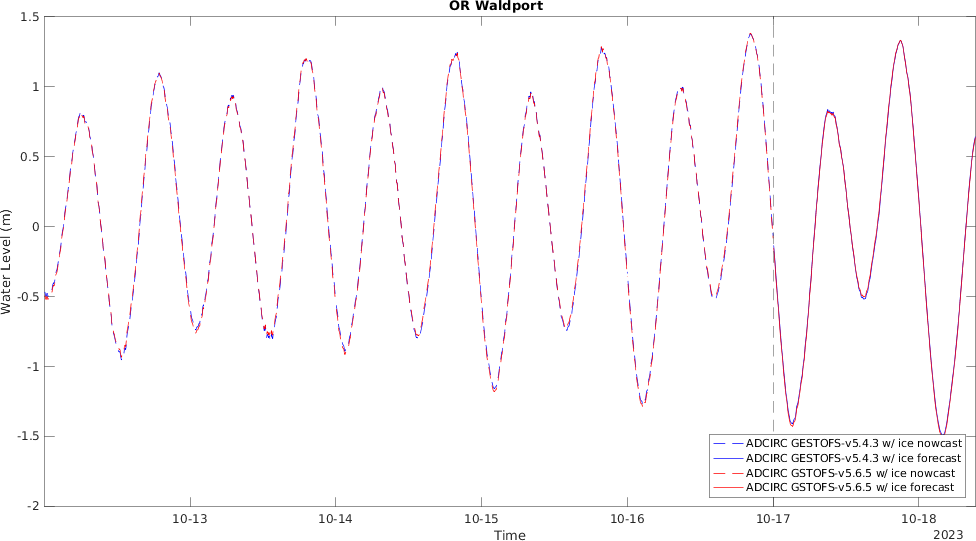 OR Waldport
1.5
1
0.5
0
-0.5
-1
-1.5
-2
Water Level (m)
ADCIRC GESTOFS-v5.4.3 w/ ice nowcast
ADCIRC GESTOFS-v5.4.3 w/ ice forecast
ADCIRC GSTOFS-v5.6.5 w/ ice nowcast
ADCIRC GSTOFS-v5.6.5 w/ ice forecast
10-13 10-14 10-15 10-16 10-17 10-18
Time
2023